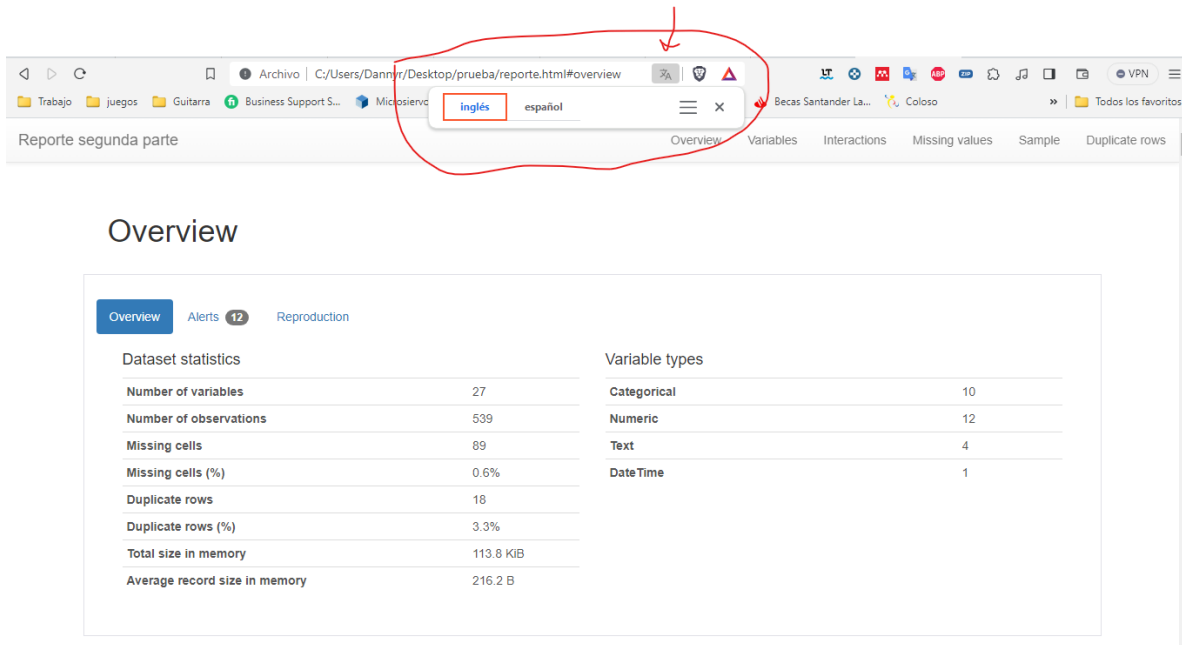 Archivo C:/Users/Dannyr/Desktop/prueba/reporte.html#overview VPN
Trabajo juegos Guitarra Business Support S... Becas Santander La... Coloso » Todos los favoritos
inglés español
Reporte segunda parte Overview Variables Interactions Missing values Sample Duplicate rows
Overview
Overview Alerts 12 Reproduction
Dataset statistics
Number of variables 27
Number of observations 539
Missing cells 89
Missing cells (%) 0.6%
Duplicate rows 18
Duplicate rows (%) 3.3%
Total size in memory 113.8 KiB
Average record size in memory 216.2 B
Variable types
Categorical 10
Numeric 12
Text 4
DateTime 1